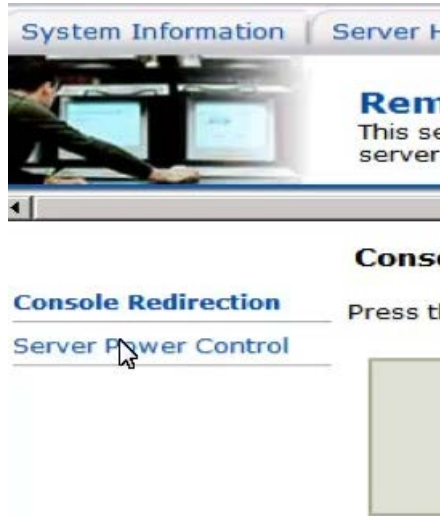 System Information
Server H
Rem
This se
server
Conso
Console Redirection
Press th
Server Power Control